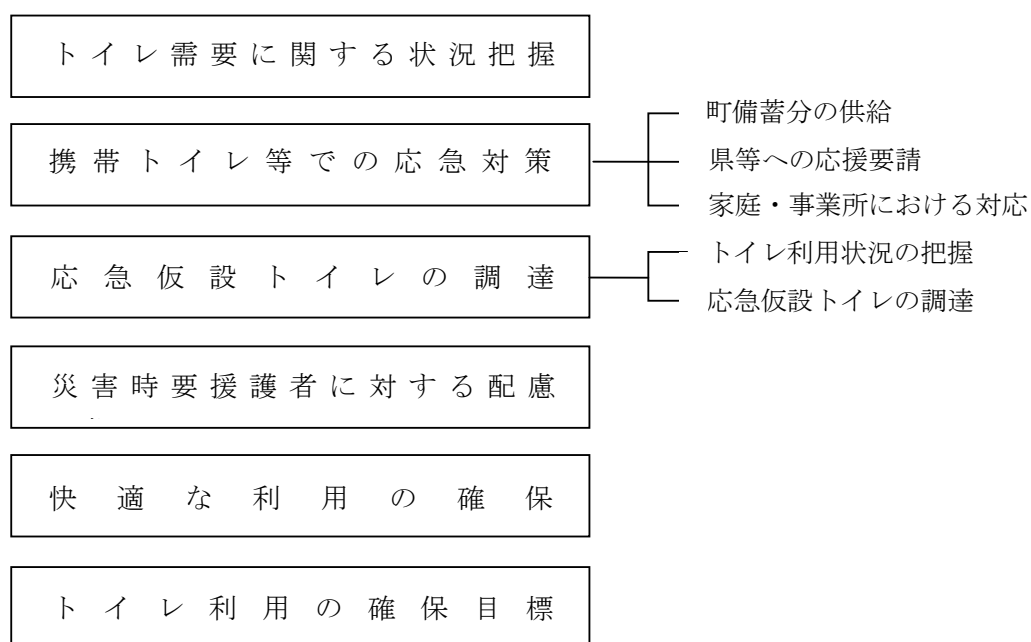 トイレ需要に関する状況把握
携帯トイレ等での応急対策
町備蓄分の供給
県等への応援要請
家庭・事業所における対応
応急仮設トイレの調達
トイレ利用状況の把握
応急仮設トイレの調達
災害時要援護者に対する配慮
快適な利用の確保
トイレ利用の確保目標